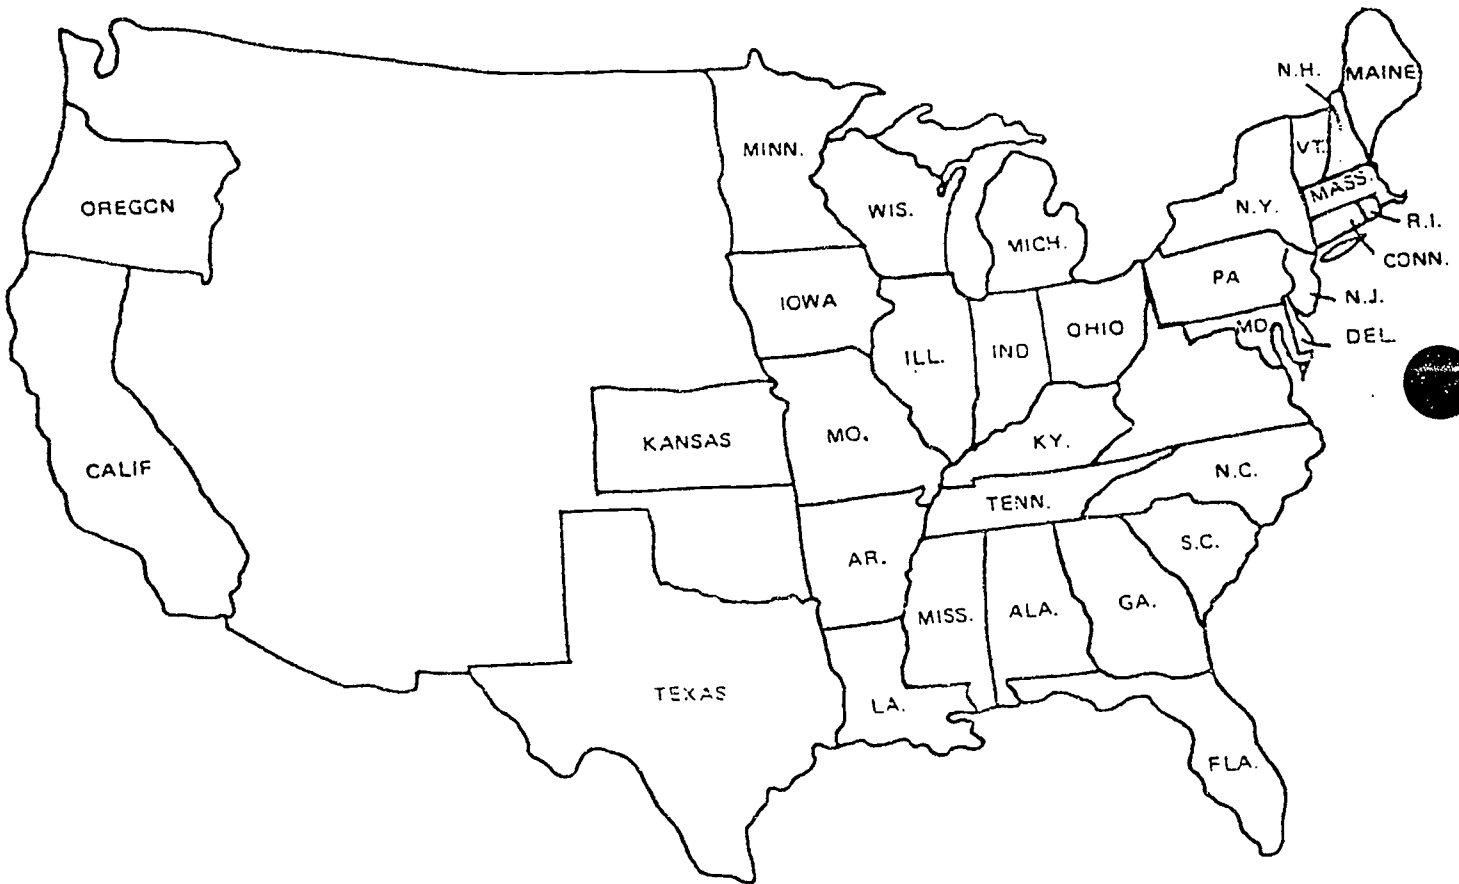 N.H.
MAINE
MINN.
VT.
MASS.
OREGON
WIS.
N.Y.
R.I.
MICH.
CONN.
PA
IOWA
N.J.
OHIO
MD.
DEL.
ILL.
IND
KANSAS
MO.
KY.
CALIF
N.C.
TENN.
S.C.
AR.
GA.
MISS.
ALA.
TEXAS
LA.
FLA.